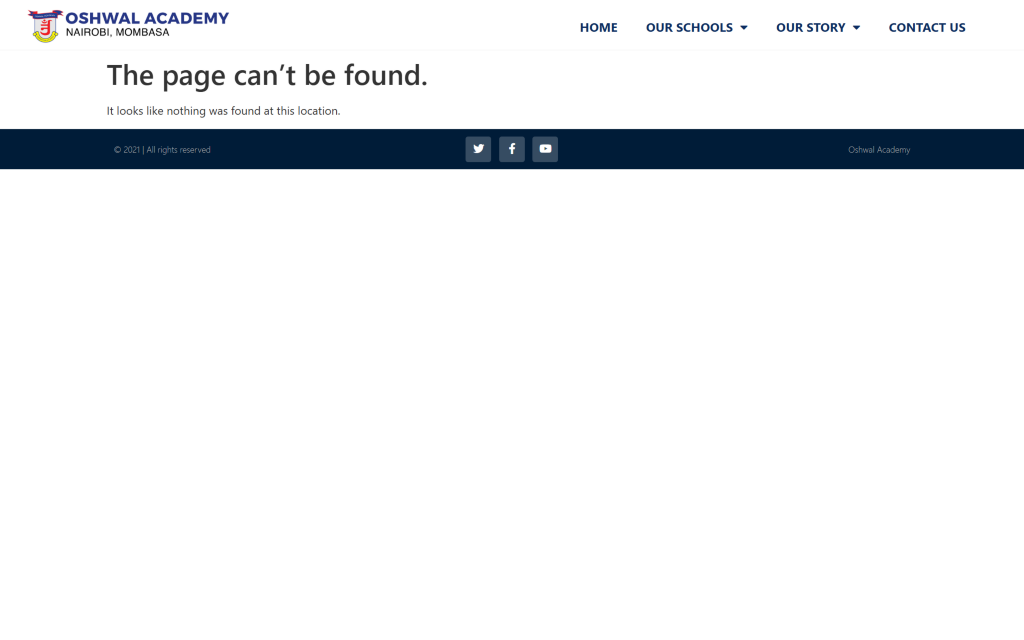 OSHWAL ACADEMY
NAIROBI, MOMBASA
HOME
OUR SCHOOLS
OUR STORY
CONTACT US
The page can’t be found.
It looks like nothing was found at this location.
© 2021 | All rights reserved
Oshwal Academy